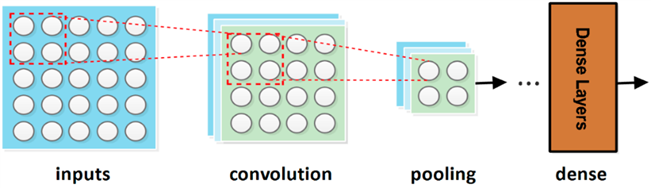 Dense Layers
inputs
convolution
pooling
dense